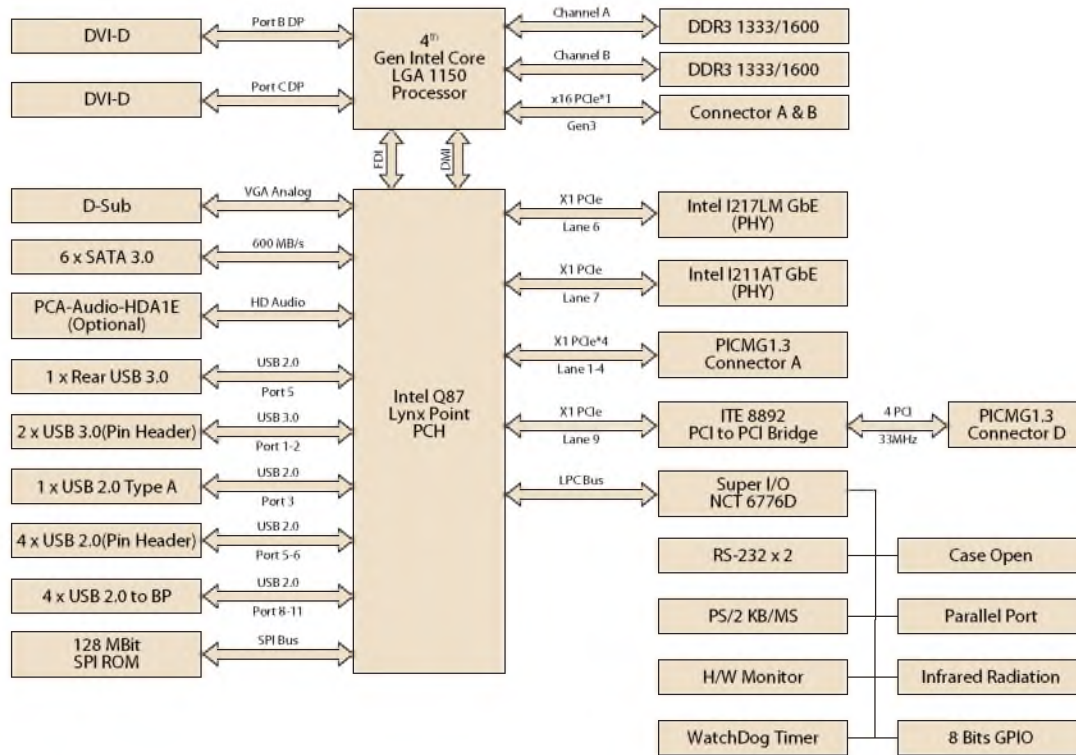 DVI-D
Port B DP
4th
Gen Intel Core
LGA 1150
Processor
Channel A
DDR3 1333/1600
Channel B
DDR3 1333/1600
DVI-D
Port C DP
x16 PCIe*1
Gen3
Connector A & B
FDI
DMI
D-Sub
VGA Analog
6 x SATA 3.0
600 MB/s
PCA-Audio-HDA1E
(Optional)
HD Audio
1 x Rear USB 3.0
USB 2.0
Port 5
2 x USB 3.0(Pin Header)
USB 3.0
Port 1-2
1 x USB 2.0 Type A
USB 2.0
Port 3
4 x USB 2.0(Pin Header)
USB 2.0
Port 5-6
4 x USB 2.0 to BP
USB 2.0
Port 8-11
128 MBit
SPI ROM
SPI Bus
Intel Q87
Lynx Point
PCH
X1 PCIe
Lane 6
Intel I217LM GbE
(PHY)
X1 PCIe
Lane 7
Intel I211AT GbE
(PHY)
X1 PCIe*4
Lane 1-4
PICMG1.3
Connector A
X1 PCIe
Lane 9
ITE 8892
PCI to PCI Bridge
4 PCI
33MHz
PICMG1.3
Connector D
LPC Bus
Super I/O
NCT 6776D
RS-232 x 2
Case Open
PS/2 KB/MS
Parallel Port
H/W Monitor
Infrared Radiation
WatchDog Timer
8 Bits GPIO